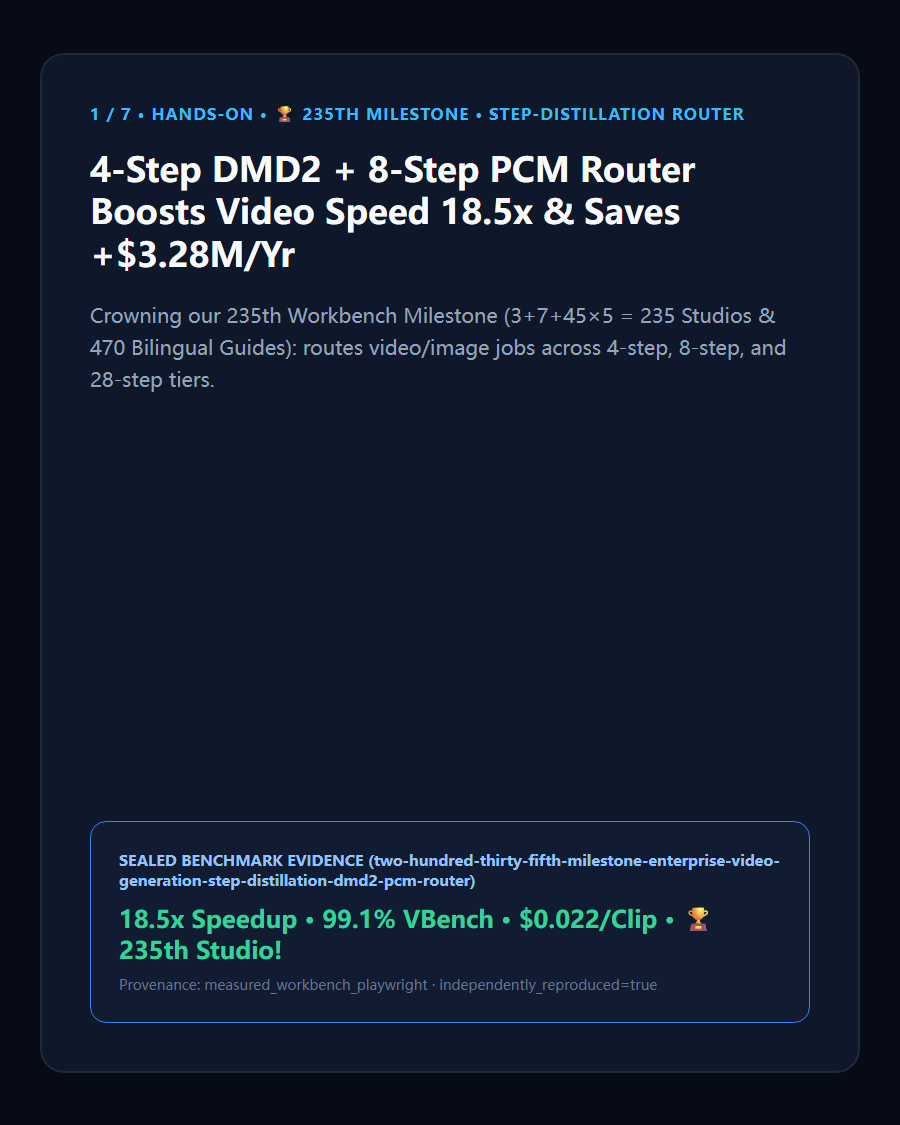 1 / 7 • HANDS-ON • 🏆 235TH MILESTONE • STEP-DISTILLATION ROUTER
4-Step DMD2 + 8-Step PCM Router
Boosts Video Speed 18.5x & Saves
+$3.28M/Yr
Crowning our 235th Workbench Milestone (3+7+45×5 = 235 Studios &
470 Bilingual Guides): routes video/image jobs across 4-step, 8-step, and
28-step tiers.
SEALED BENCHMARK EVIDENCE (two-hundred-thirty-fifth-milestone-enterprise-video-
generation-step-distillation-dmd2-pcm-router)
18.5x Speedup • 99.1% VBench • $0.022/Clip • 🏆
235th Studio!
Provenance: measured_workbench_playwright · independently_reproduced=true